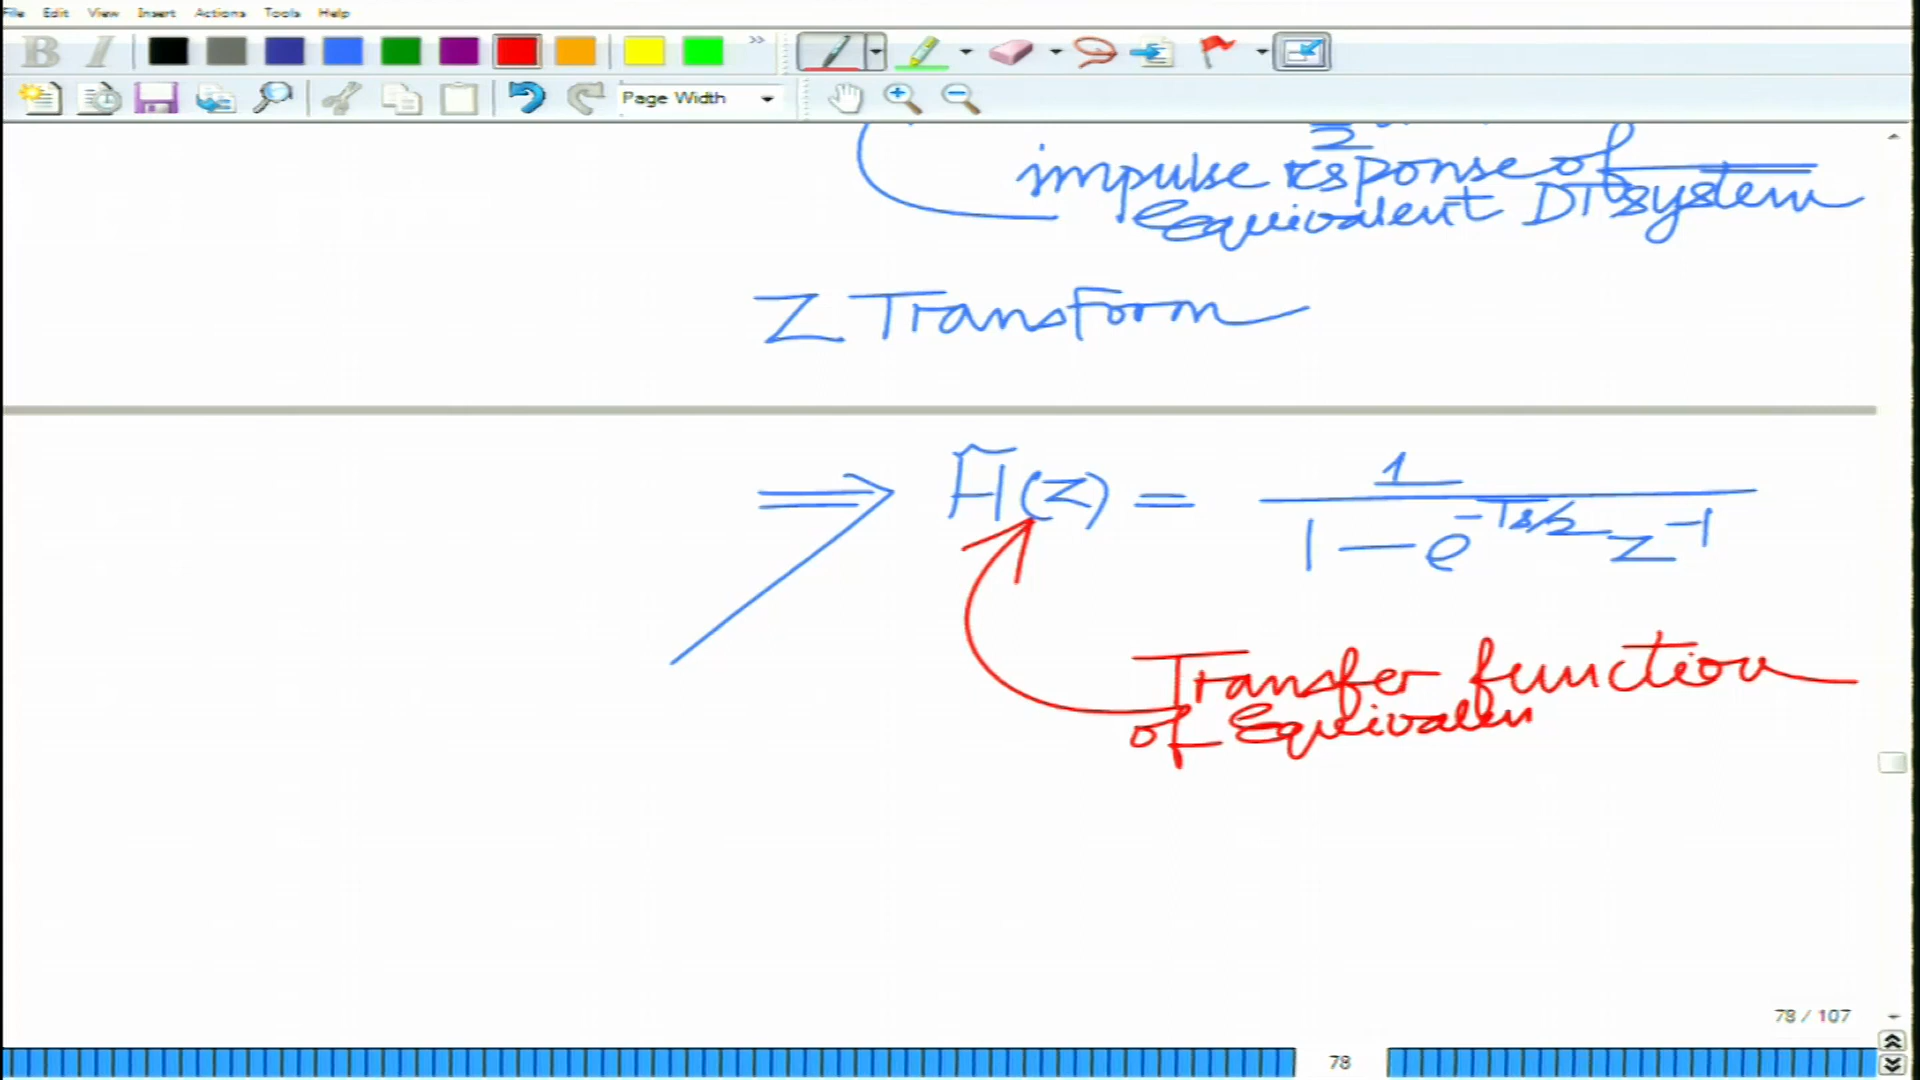 File Edit View Insert Actions Tools Help
B I
Page Width
2
impulse response of
Equivalent DT system
Z Transform
⇒ H̃(z) = 1 / (1 - e^{-Ts/2} z^{-1})
Transfer function
of Equivalen
78 / 107
78